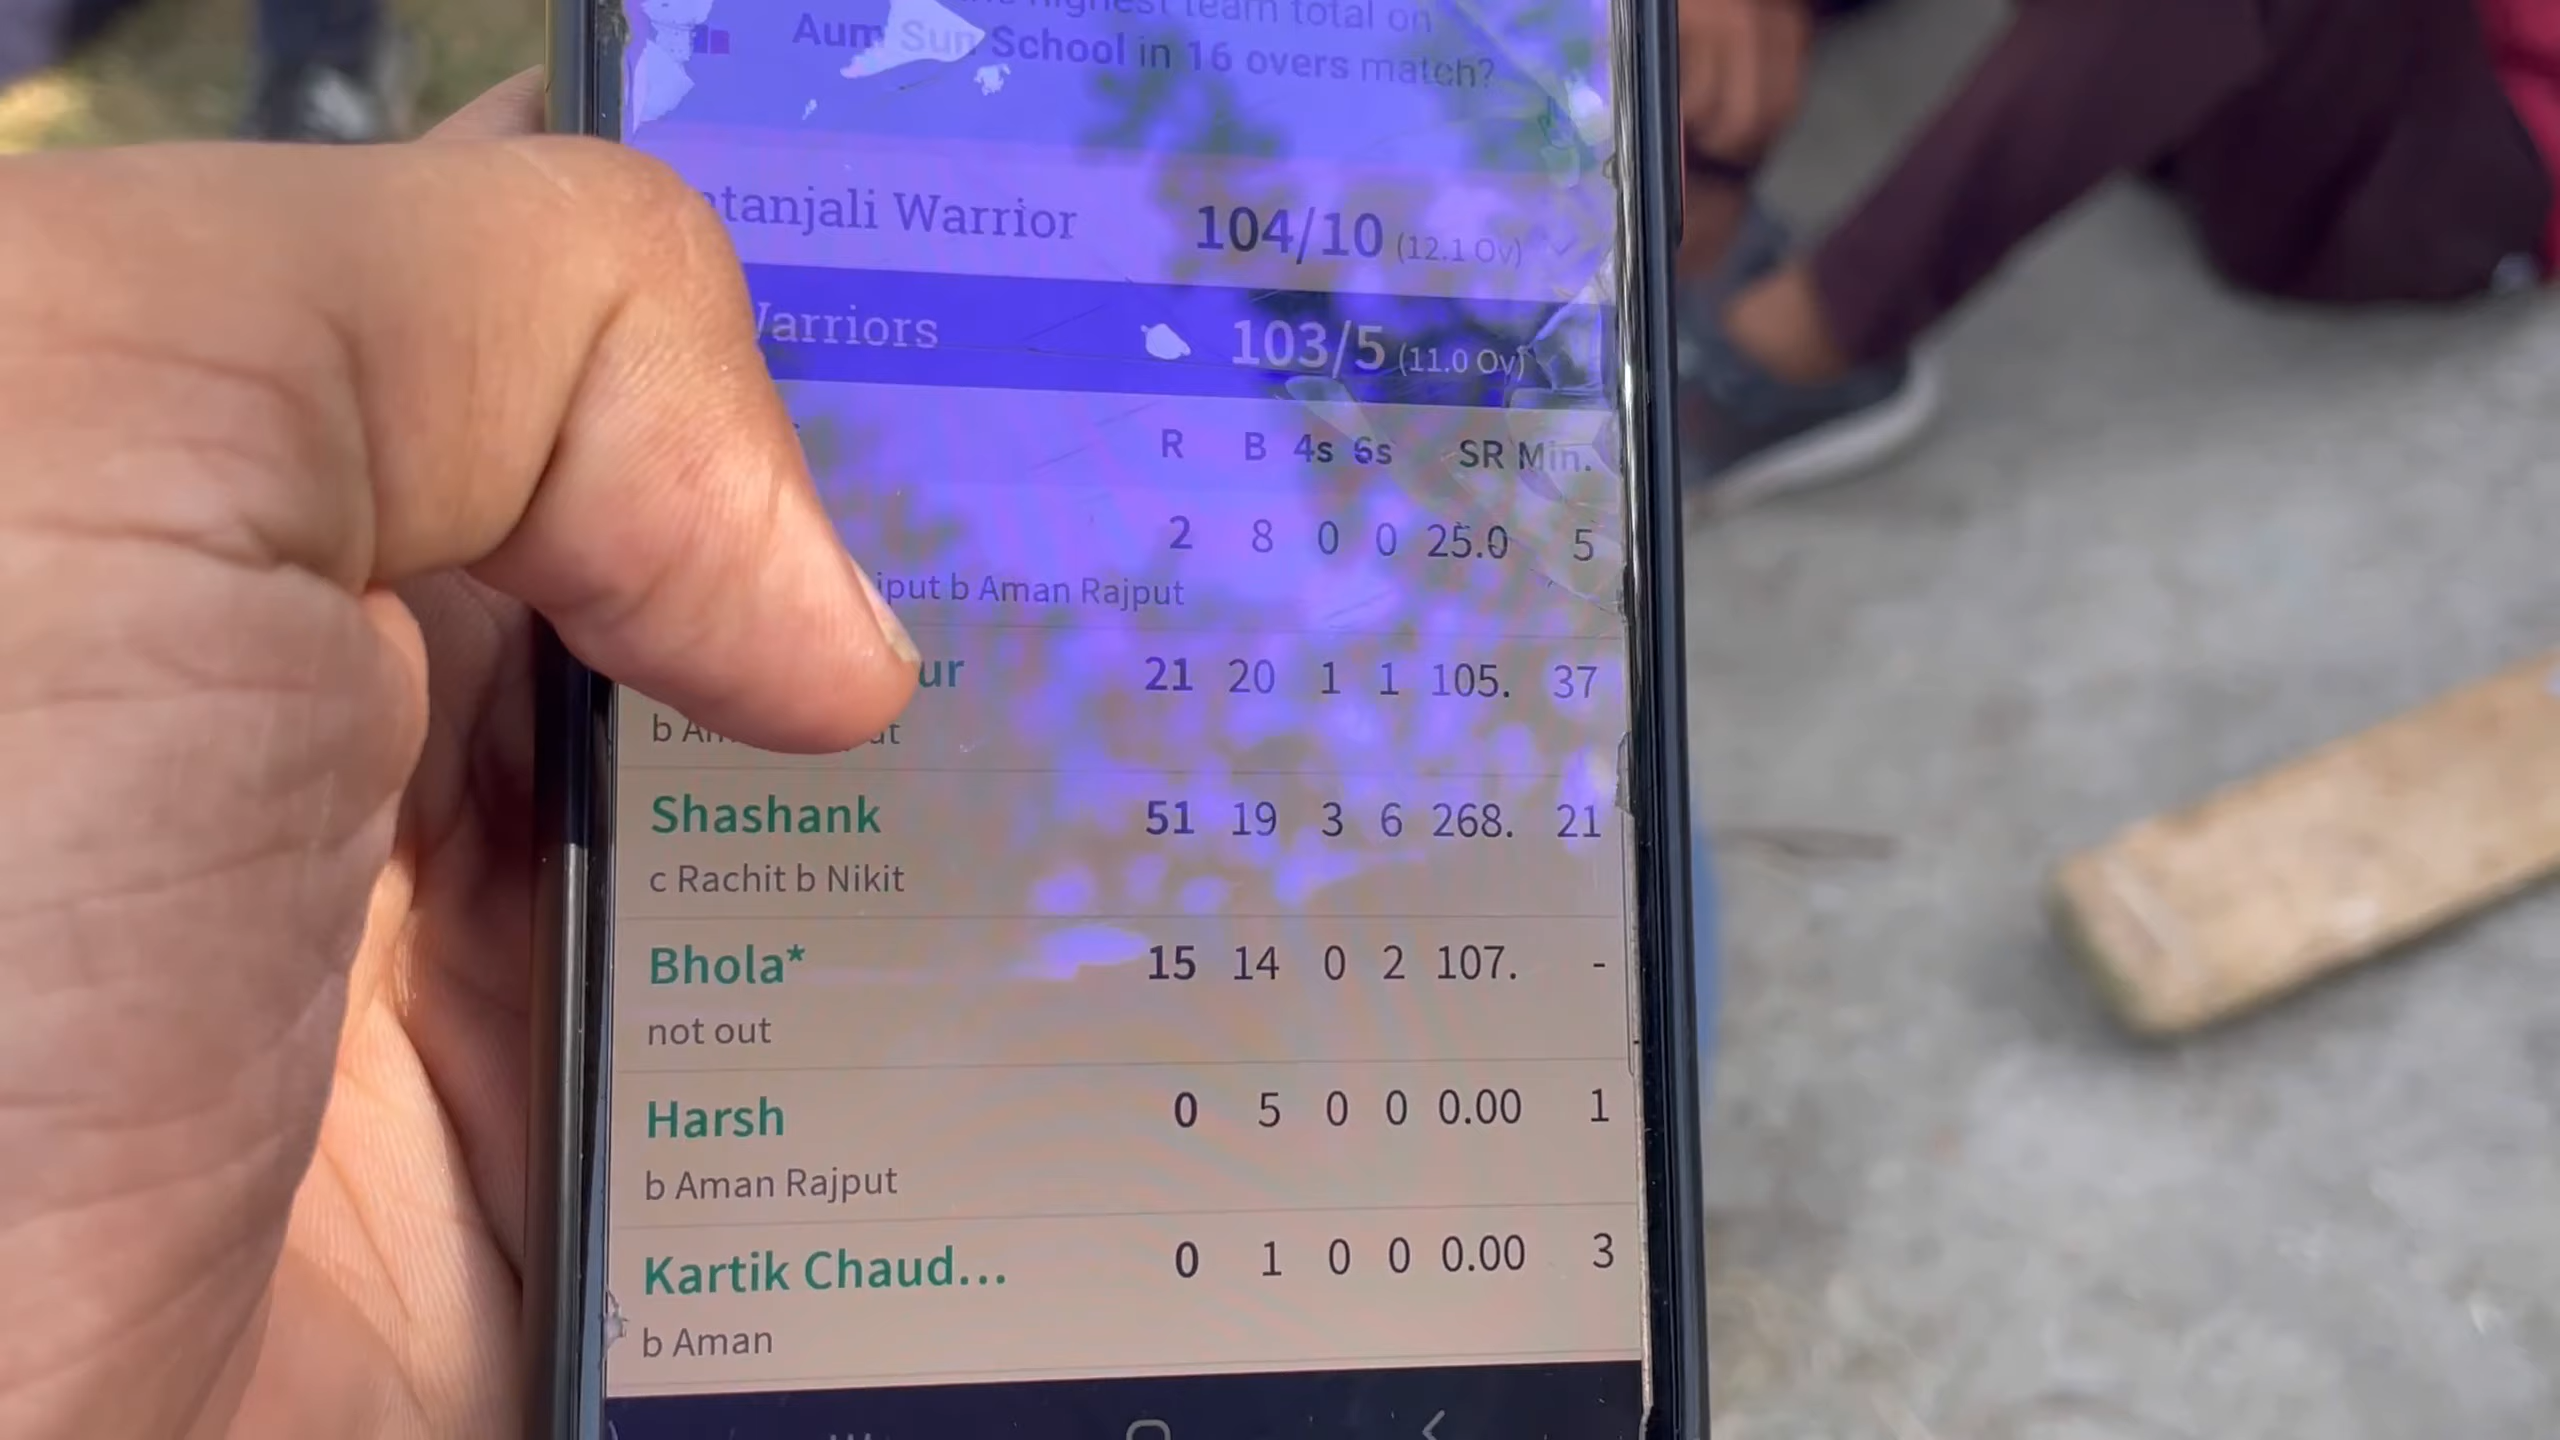 highest team total on
Aum Sun School in 16 overs match?
tanjali Warrior 104/10 (12.1 Ov)
arriors 103/5 (11.0 Ov)
R B 4s 6s SR Min.
2 8 0 0 25.0 5
put b Aman Rajput
ur 21 20 1 1 105. 37
b
Shashank 51 19 3 6 268. 21
c Rachit b Nikit
Bhola* 15 14 0 2 107. -
not out
Harsh 0 5 0 0 0.00 1
b Aman Rajput
Kartik Chaud... 0 1 0 0 0.00 3
b Aman